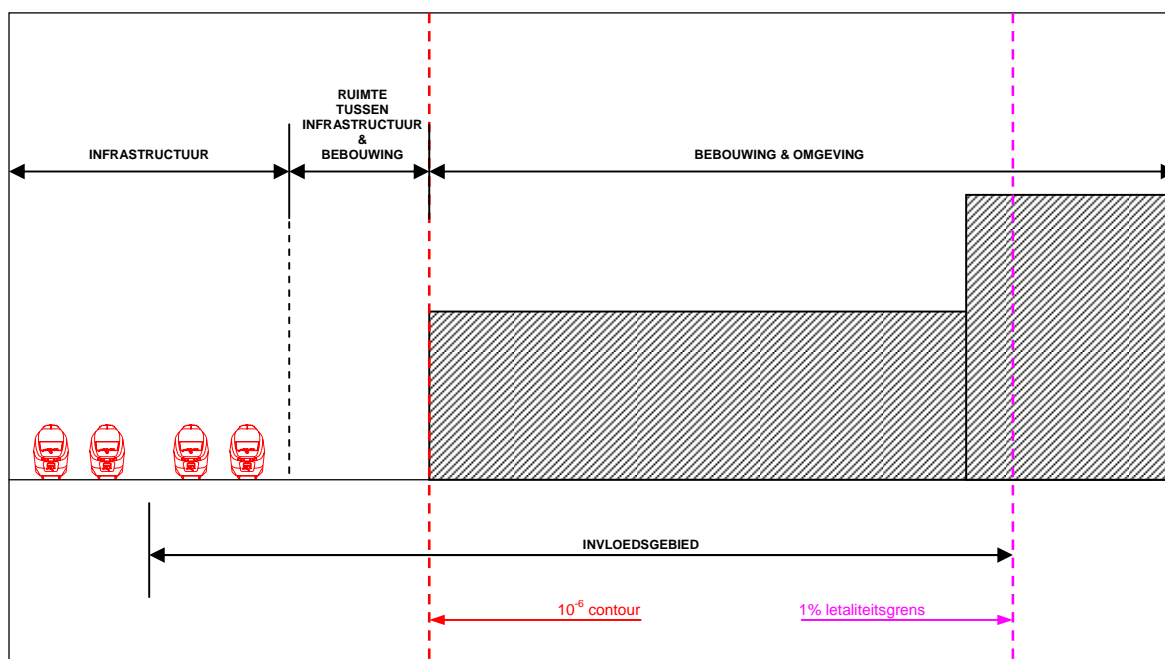 RUIMTE
TUSSEN
INFRASTRUCTUUR
&
BEBOUWING
INFRASTRUCTUUR
BEBOUWING & OMGEVING
INVLOEDSGEBIED
10⁻⁶ contour
1% letaliteitsgrens